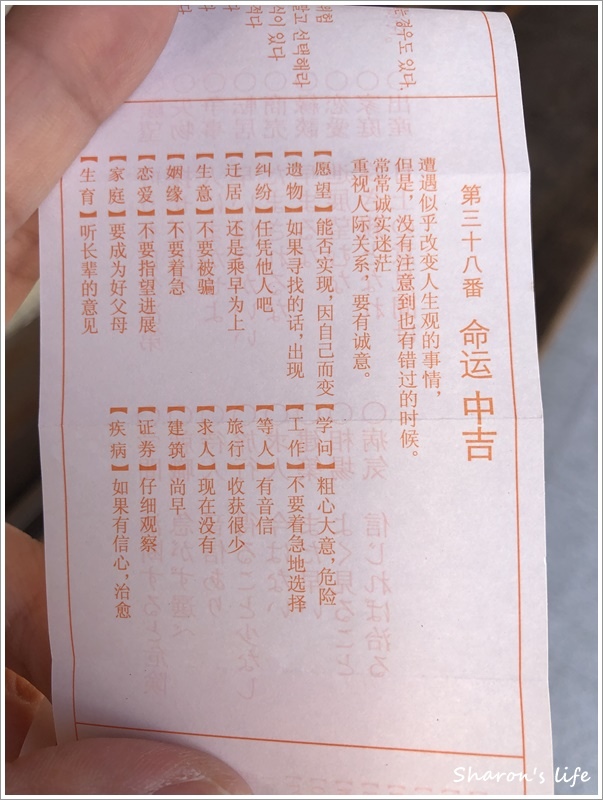 는 경우도 있다.
第三十八番 命运 中吉
遭遇似乎改变人生观的事情，
但是，没有注意到也有错过的时候。
常常诚实迷茫
重视人际关系，要有诚意。
【愿望】能否实现，因自己而变
【遗物】如果寻找的话，出现
【纠纷】任凭他人吧
【迁居】还是乘早为上
【生意】不要被骗
【姻缘】不要着急
【恋爱】不要指望进展
【家庭】要成为好父母
【生育】听长辈的意见
【学问】粗心大意，危险
【工作】不要着急地选择
【等人】有音信
【旅行】收获很少
【求人】现在没有
【建筑】尚早
【证券】仔细观察
【疾病】如果有信心，治愈
Sharon's life